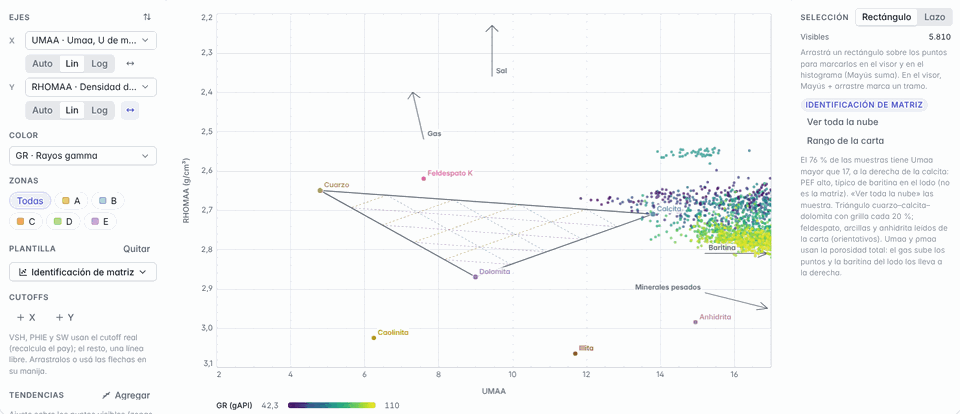 EJES
X UMAA · Umaa, U de m...
Auto Lin Log
Y RHOMAA · Densidad d...
Auto Lin Log
COLOR
GR · Rayos gamma
ZONAS
Todas A B
C D E
PLANTILLA Quitar
Identificación de matriz
CUTOFFS
+ X + Y
VSH, PHIE y SW usan el cutoff real
(recalcula el pay); el resto, una línea
libre. Arrastralos o usá las flechas en
su manija.
TENDENCIAS Agregar
2,2
2,3
2,4
2,5
2,6
2,7
2,8
2,9
3,0
3,1
RHOMAA (g/cm³)
Sal
Gas
Feldespato K
Cuarzo
Calcita
Baritina
Dolomita
Minerales pesados
Anhidrita
Caolinita
Illita
2 4 6 8 10 12 14 16
UMAA
GR (gAPI) 42,3 110
SELECCIÓN Rectángulo Lazo
Visibles 5.810
Arrastrá un rectángulo sobre los puntos
para marcarlos en el visor y en el
histograma (Mayús suma). En el visor,
Mayús + arrastre marca un tramo.
IDENTIFICACIÓN DE MATRIZ
Ver toda la nube
Rango de la carta
El 76 % de las muestras tiene Umaa
mayor que 17, a la derecha de la calcita:
PEF alto, típico de baritina en el lodo (no
es matriz). «Ver toda la nube» las
muestra. Triángulo cuarzo–calcita–
dolomita con grilla cada 20 %;
feldespato, arcillas y anhidrita leídos de
la carta (orientativos). Umaa y ρmaa
usan la porosidad total: el gas sube los
puntos y la baritina del lodo los lleva a
la derecha.